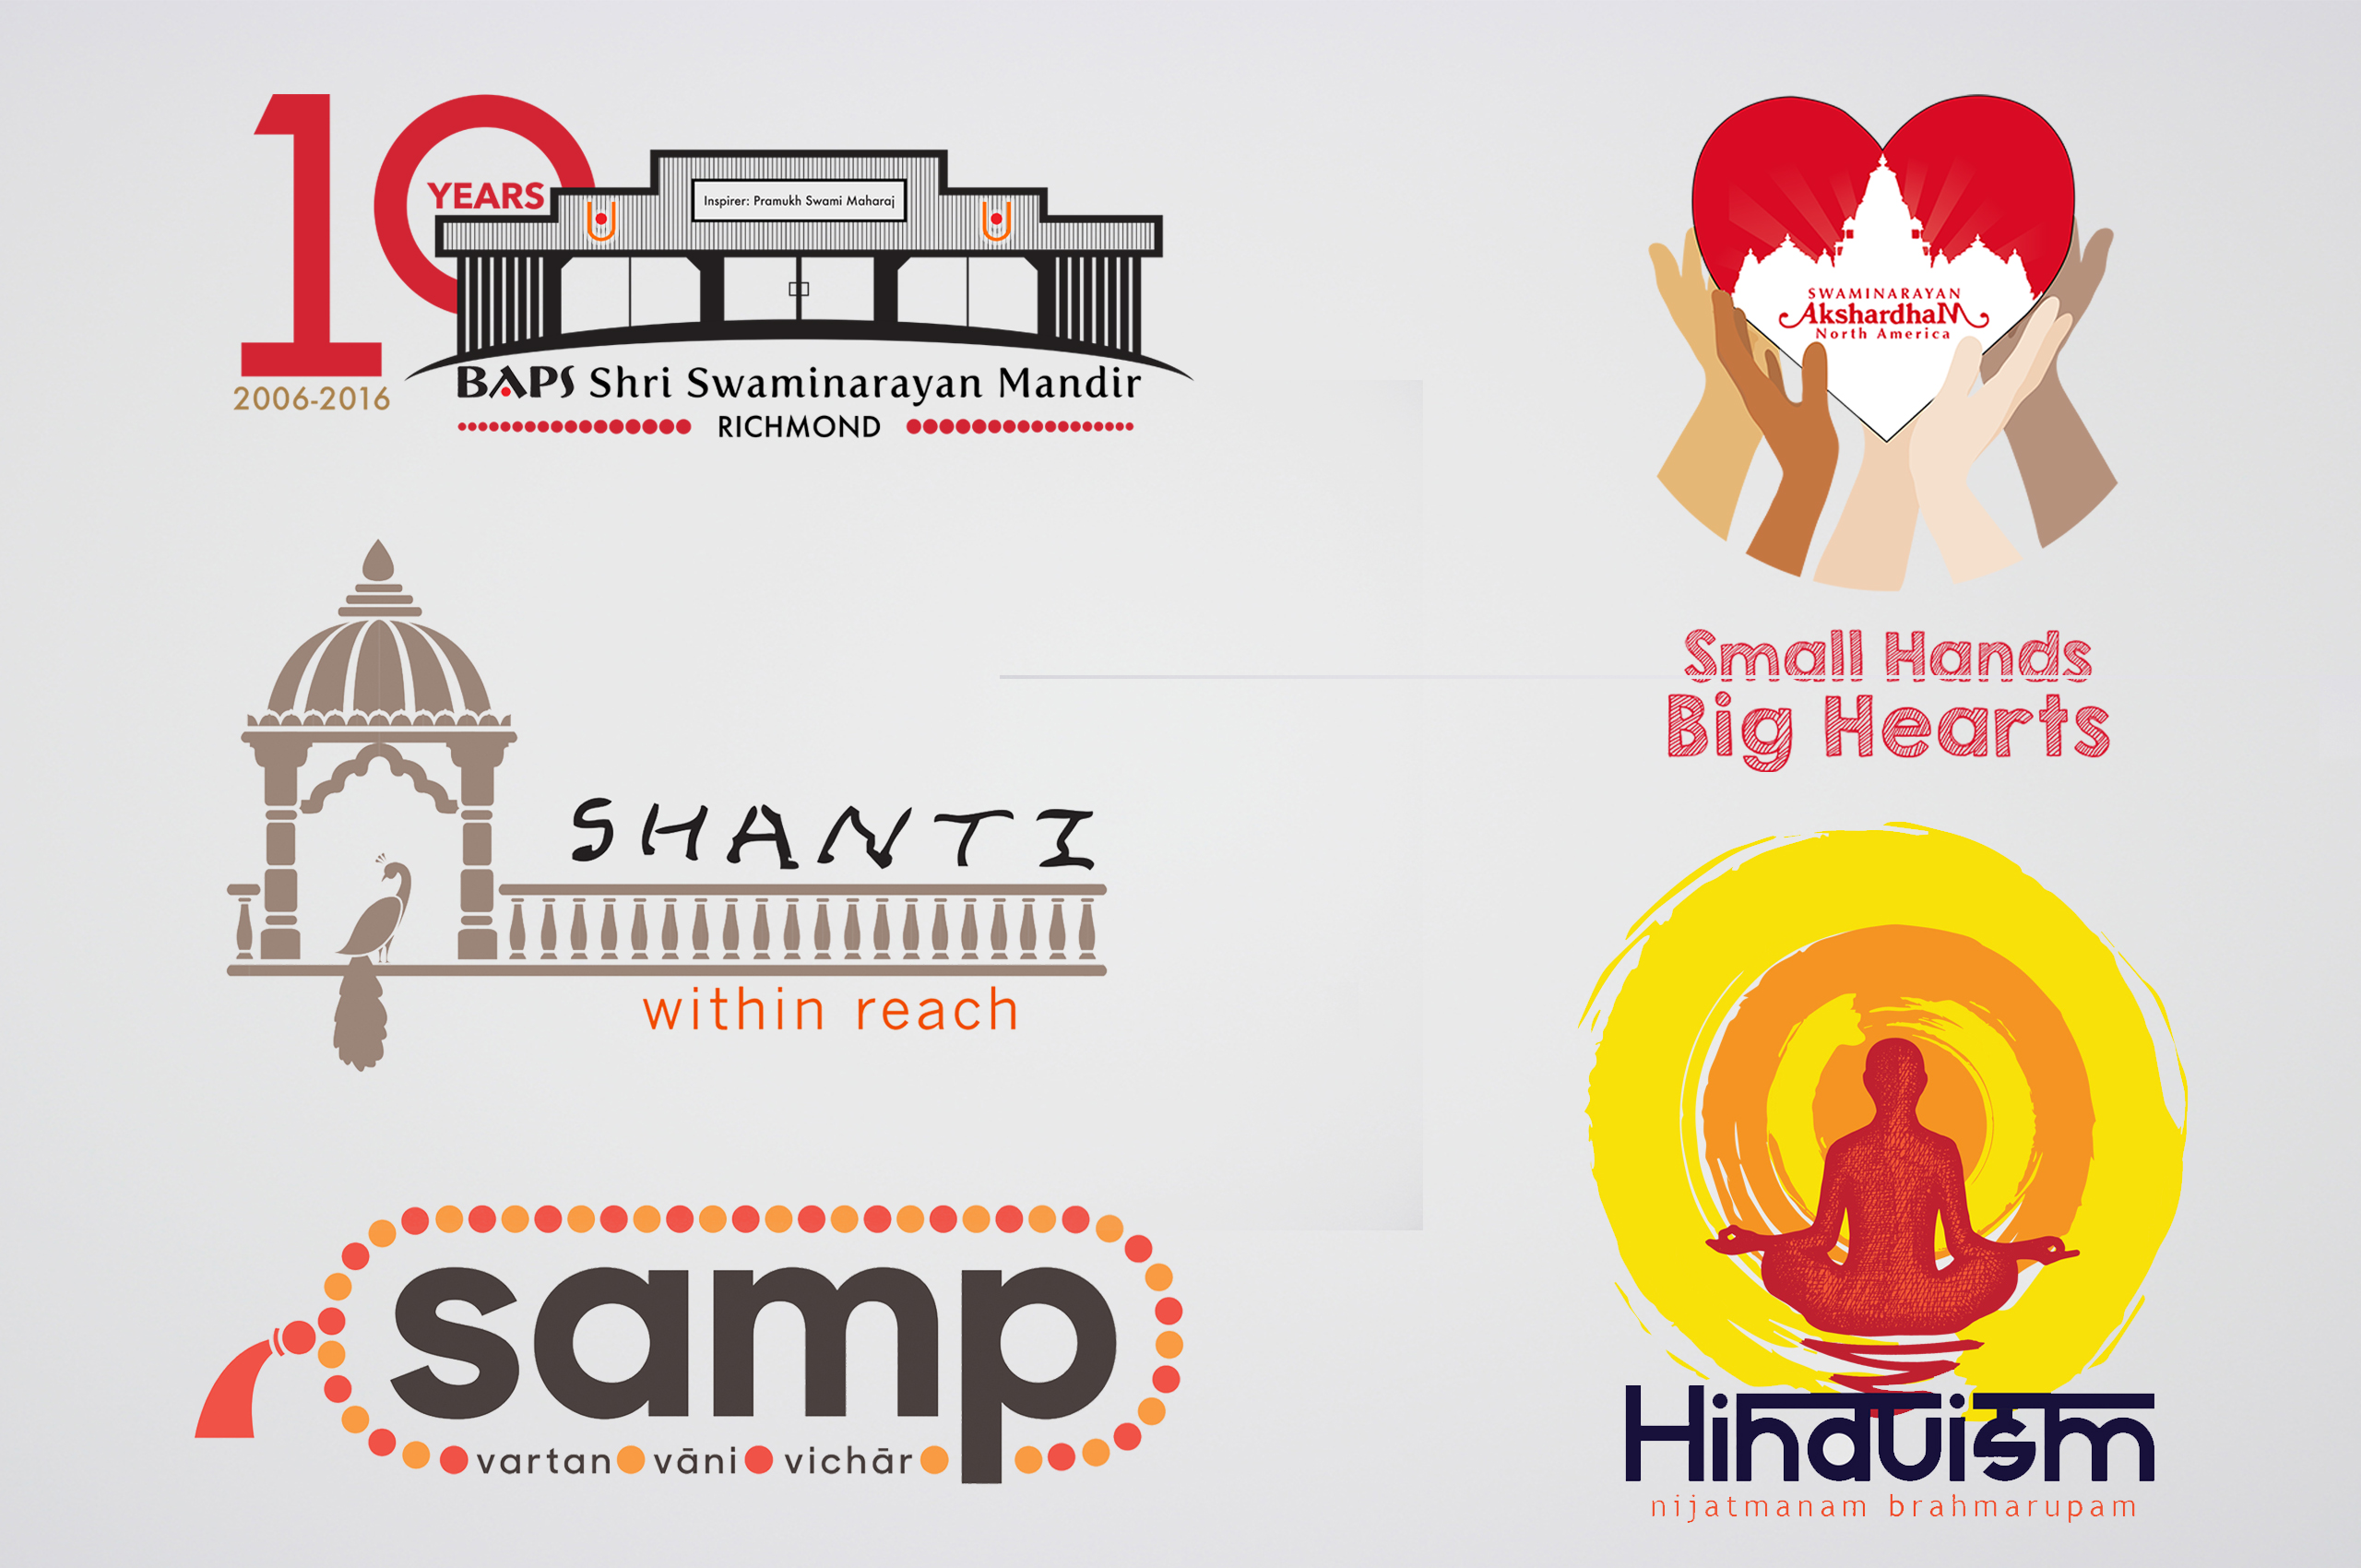 10
YEARS
Inspirer: Pramukh Swami Maharaj
2006-2016
BAPS Shri Swaminarayan Mandir
RICHMOND
SWAMINARAYAN
AkshardhaM
North America
Small Hands
Big Hearts
SHANTI
within reach
samp
vartan vāni vichār
Hinduism
nijatmanam brahmarupam